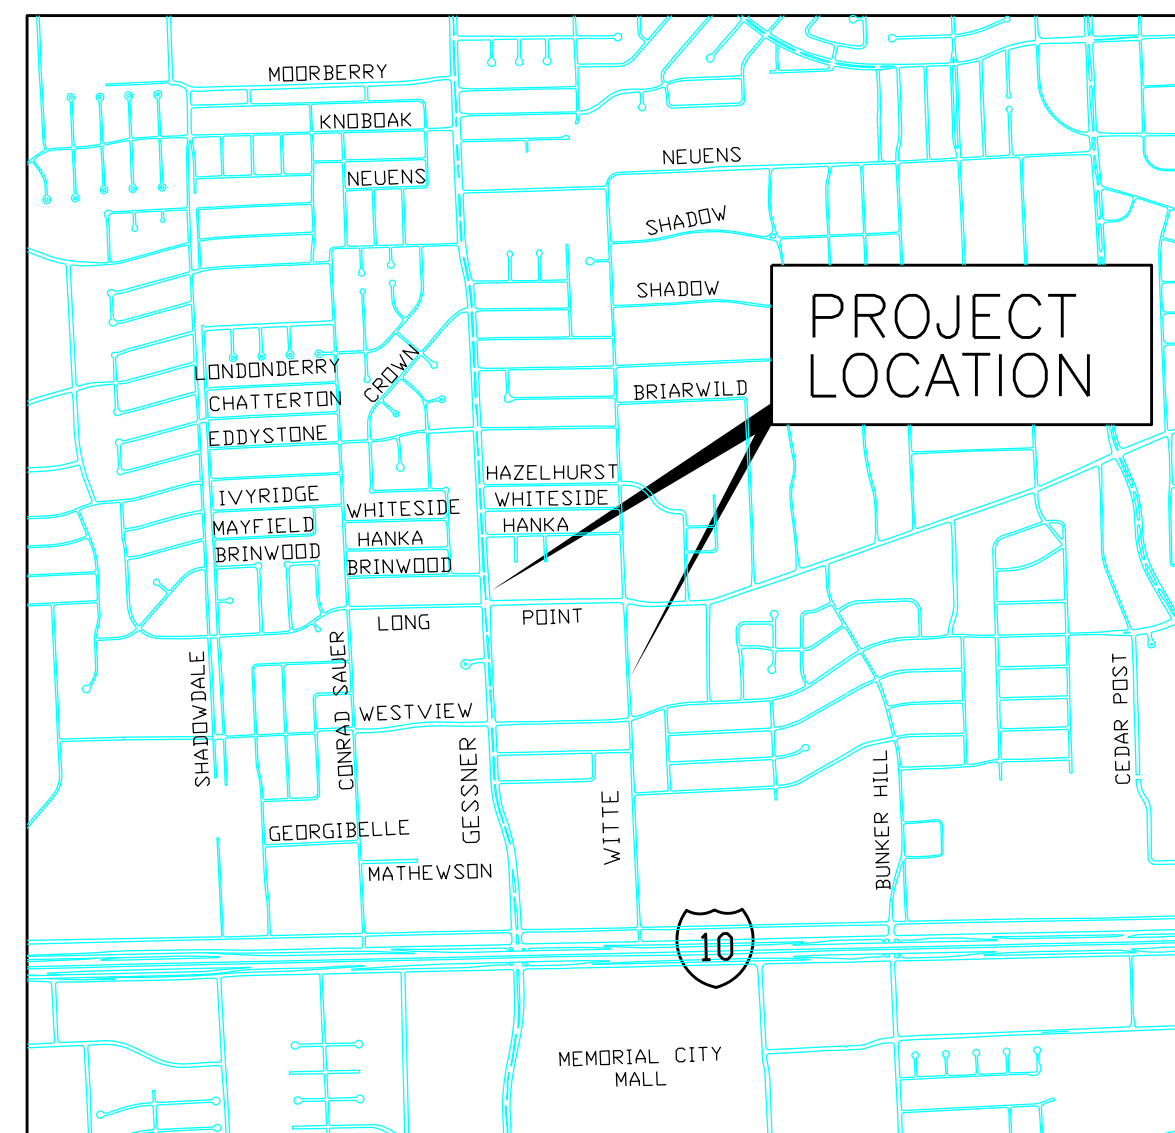 MOORBERRY
KNOBOAK
NEUENS
NEUENS
SHADOW
SHADOW
PROJECT
LOCATION
LONDONDERRY
CROWN
CHATTERTON
BRIARWILD
EDDYSTONE
HAZELHURST
IVYRIDGE
WHITESIDE
WHITESIDE
MAYFIELD
HANKA
HANKA
BRINWOOD
BRINWOOD
LONG
POINT
SHADOWDALE
CONRAD SAUER
WESTVIEW
CEDAR POST
GESSNER
WITTE
BUNKER HILL
GEORGIBELLE
MATHEWSON
10
MEMORIAL CITY
MALL